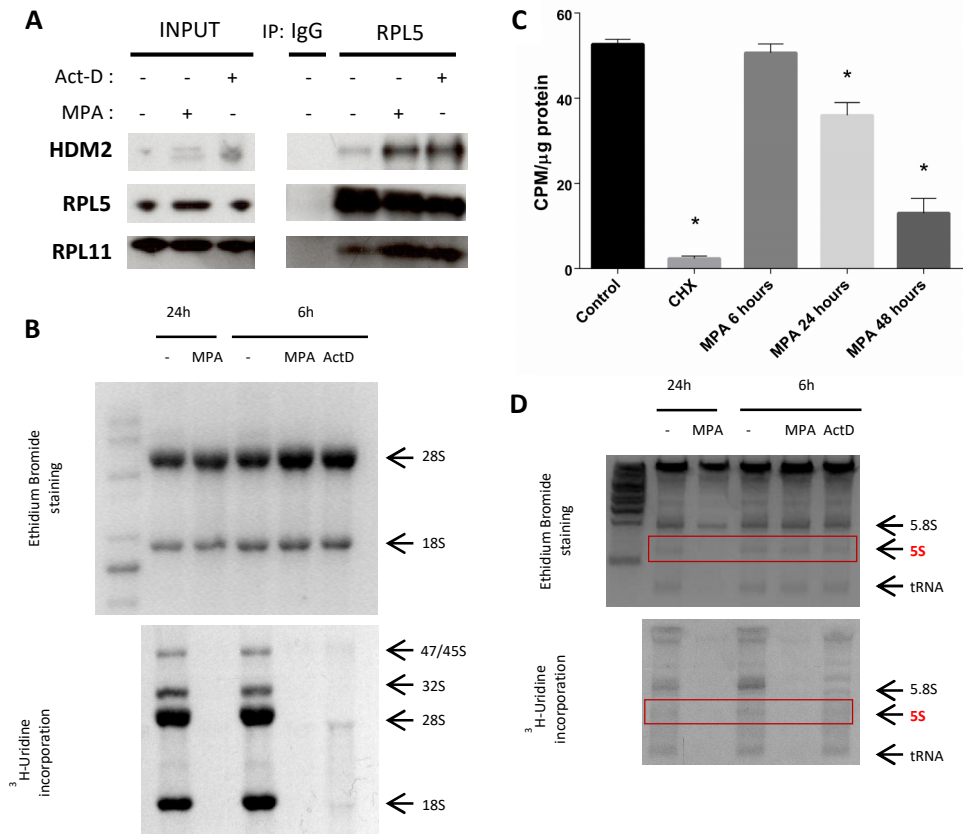 A
INPUT IP: IgG RPL5
Act-D : - - + - - - +
MPA : - + - - - + -
HDM2
RPL5
RPL11
C
CPM/µg protein
60
40
20
0
* * *
Control
CHX
MPA 6 hours
MPA 24 hours
MPA 48 hours
B
24h 6h
- MPA - MPA ActD
Ethidium Bromide
staining
28S
18S
³H-Uridine
incorporation
47/45S
32S
28S
18S
D
24h 6h
- MPA - MPA ActD
Ethidium Bromide
staining
5.8S
5S
tRNA
³H-Uridine
incorporation
5.8S
5S
tRNA